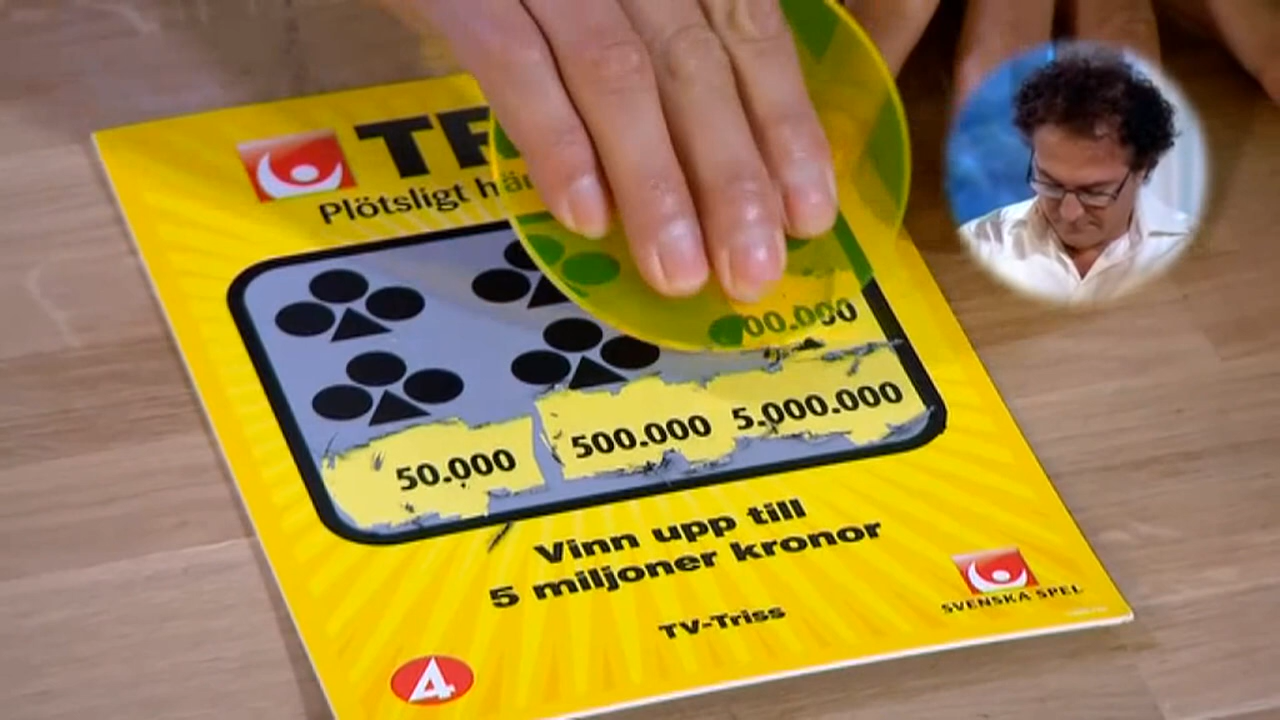 Plötsligt
00.000
50.000 500.000 5.000.000
Vinn upp till
5 miljoner kronor
TV-Triss
SVENSKA SPEL
4